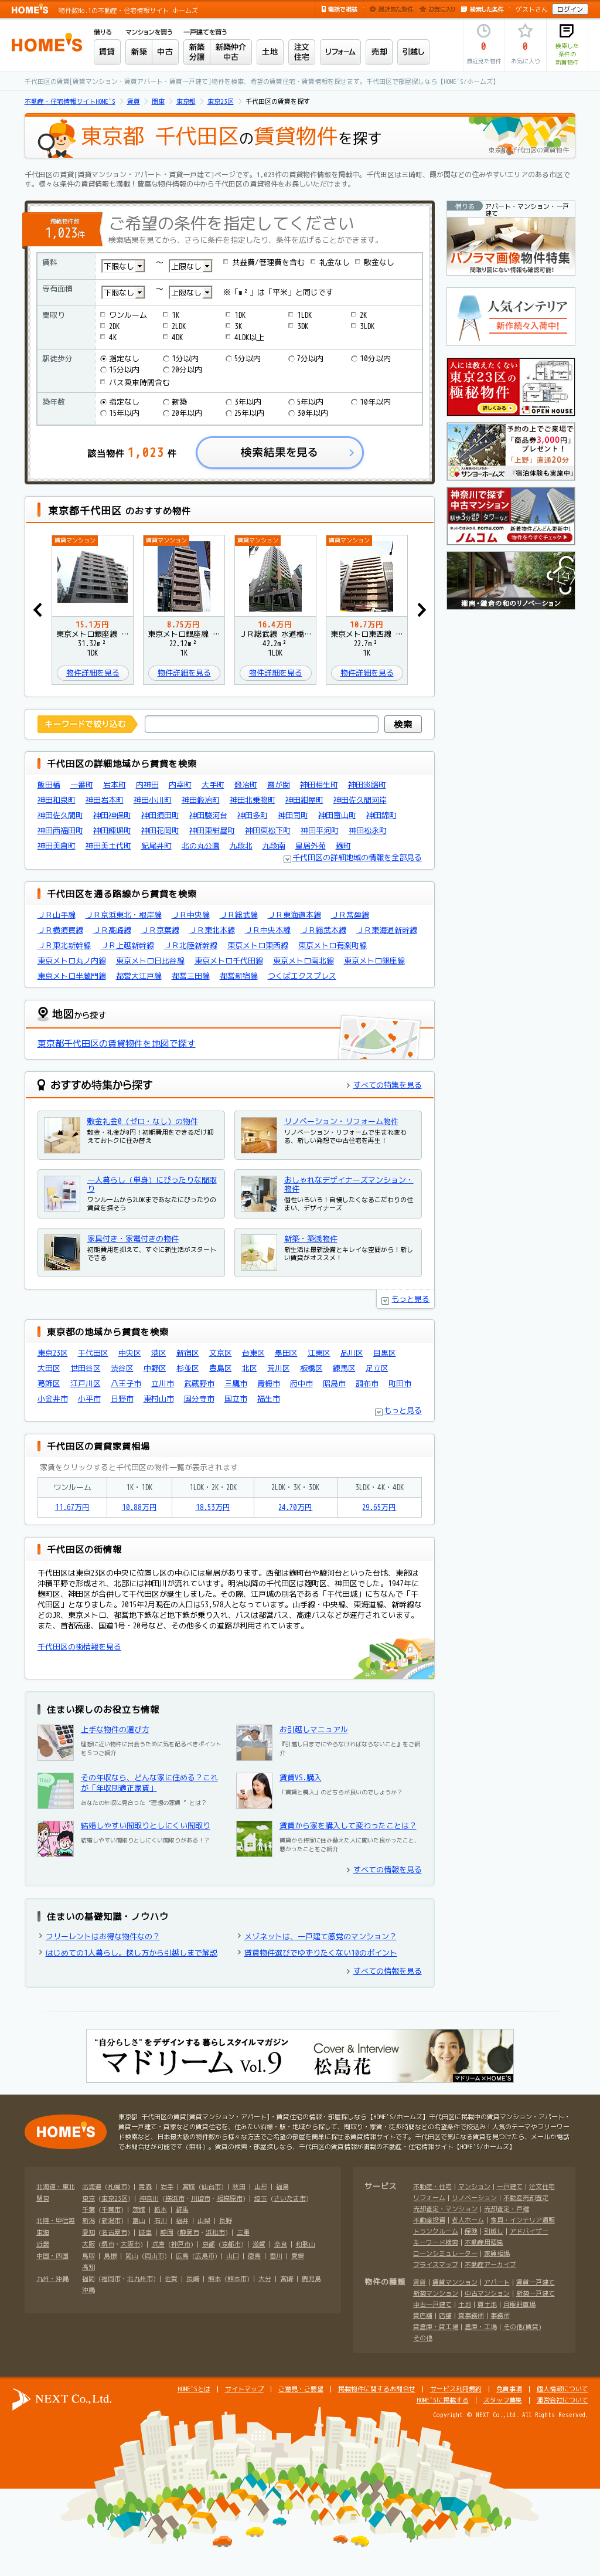 HOME'S 物件数No.1の不動産・住宅情報サイト ホームズ
電話で相談 最近見た物件 お気に入り 検索した条件 ゲストさん ログイン
HOME'S
借りる マンションを買う 一戸建てを買う
賃貸 新築 中古 新築分譲 新築仲介中古 土地 注文住宅 リフォーム 売却 引越し
0 最近見た物件
0 お気に入り
検索した条件の新着物件
千代田区の賃貸[賃貸マンション・賃貸アパート・賃貸一戸建て]物件を検索、希望の賃貸住宅・賃貸情報を探せます。千代田区で部屋探しなら【HOME'S/ホームズ】
不動産・住宅情報サイトHOME'S 賃貸 関東 東京都 東京23区 千代田区の賃貸を探す
東京都 千代田区の賃貸物件を探す
東京都千代田区の賃貸物件
千代田区の賃貸[賃貸マンション・アパート・賃貸一戸建て]ページです。1,023件の賃貸物件情報を掲載中。千代田区は三崎町、霞が関などの住みやすいエリアのある市区です。様々な条件の賃貸情報も満載！豊富な物件情報の中から千代田区の賃貸物件をお探しいただけます。
掲載物件数 1,023件
ご希望の条件を指定してください
検索結果を見てから、さらに条件を指定したり、条件を広げることができます。
賃料 下限なし ～ 上限なし 共益費/管理費を含む 礼金なし 敷金なし
専有面積 下限なし ～ 上限なし ※「m²」は「平米」と同じです
間取り ワンルーム 1K 1DK 1LDK 2K
2DK 2LDK 3K 3DK 3LDK
4K 4DK 4LDK以上
駅徒歩分 指定なし 1分以内 5分以内 7分以内 10分以内
15分以内 20分以内
バス乗車時間含む
築年数 指定なし 新築 3年以内 5年以内 10年以内
15年以内 20年以内 25年以内 30年以内
該当物件 1,023 件 検索結果を見る
東京都千代田区 のおすすめ物件
賃貸マンション 賃貸マンション 賃貸マンション 賃貸マンション
15.1万円 8.75万円 16.4万円 10.7万円
東京メトロ銀座線 … 東京メトロ銀座線 … ＪＲ総武線 水道橋… 東京メトロ東西線 …
31.32m² 22.12m² 42.2m² 22.7m²
1DK 1K 1LDK 1K
物件詳細を見る 物件詳細を見る 物件詳細を見る 物件詳細を見る
キーワードで絞り込む 検索
千代田区の詳細地域から賃貸を検索
飯田橋 一番町 岩本町 内神田 内幸町 大手町 鍛冶町 霞が関 神田相生町 神田淡路町
神田和泉町 神田岩本町 神田小川町 神田鍛冶町 神田北乗物町 神田紺屋町 神田佐久間河岸
神田佐久間町 神田神保町 神田須田町 神田駿河台 神田多町 神田司町 神田富山町 神田錦町
神田西福田町 神田練塀町 神田花岡町 神田東紺屋町 神田東松下町 神田平河町 神田松永町
神田美倉町 神田美土代町 紀尾井町 北の丸公園 九段北 九段南 皇居外苑 麹町
千代田区の詳細地域の情報を全部見る
千代田区を通る路線から賃貸を検索
ＪＲ山手線 ＪＲ京浜東北・根岸線 ＪＲ中央線 ＪＲ総武線 ＪＲ東海道本線 ＪＲ常磐線
ＪＲ横須賀線 ＪＲ高崎線 ＪＲ京葉線 ＪＲ東北本線 ＪＲ中央本線 ＪＲ総武本線 ＪＲ東海道新幹線
ＪＲ東北新幹線 ＪＲ上越新幹線 ＪＲ北陸新幹線 東京メトロ東西線 東京メトロ有楽町線
東京メトロ丸ノ内線 東京メトロ日比谷線 東京メトロ千代田線 東京メトロ南北線 東京メトロ銀座線
東京メトロ半蔵門線 都営大江戸線 都営三田線 都営新宿線 つくばエクスプレス
地図から探す
東京都千代田区の賃貸物件を地図で探す
おすすめ特集から探す すべての特集を見る
敷金礼金0（ゼロ・なし）の物件
敷金・礼金が0円！初期費用をできるだけ抑えておトクに住み替え
リノベーション・リフォーム物件
リノベーション・リフォームで生まれ変わる、新しい発想で中古住宅を再生！
一人暮らし（単身）にぴったりな間取り
ワンルームから2LDKまであなたにぴったりの賃貸を探そう
おしゃれなデザイナーズマンション・物件
個性いろいろ！自慢したくなるこだわりの住まい、デザイナーズ
家具付き・家電付きの物件
初期費用を抑えて、すぐに新生活がスタートできる
新築・築浅物件
新生活は最新設備とキレイな空間から！新しい賃貸がオススメ！
もっと見る
東京都の地域から賃貸を検索
東京23区 千代田区 中央区 港区 新宿区 文京区 台東区 墨田区 江東区 品川区 目黒区
大田区 世田谷区 渋谷区 中野区 杉並区 豊島区 北区 荒川区 板橋区 練馬区 足立区
葛飾区 江戸川区 八王子市 立川市 武蔵野市 三鷹市 青梅市 府中市 昭島市 調布市 町田市
小金井市 小平市 日野市 東村山市 国分寺市 国立市 福生市
もっと見る
千代田区の賃貸家賃相場
家賃をクリックすると千代田区の物件一覧が表示されます
ワンルーム 1K・1DK 1LDK・2K・2DK 2LDK・3K・3DK 3LDK・4K・4DK
11.67万円 10.88万円 18.53万円 24.70万円 29.65万円
千代田区の街情報
千代田区は東京23区の中央に位置し区の中心には皇居があります。西部は麹町台や駿河台といった台地、東部は沖積平野で形成され、北部には神田川が流れています。明治以降の千代田区は麹町区、神田区でした。1947年に麹町区、神田区が合併して千代田区が誕生しました。その際、江戸城の別名である「千代田城」にちなんで「千代田区」となりました。2015年2月現在の人口は53,578人となっています。山手線・中央線、東海道線、新幹線などのJR、東京メトロ、都営地下鉄など地下鉄が乗り入れ、バスは都営バス、高速バスなどが運行されています。また、首都高速、国道1号・20号など、その他多くの道路が利用されています。
千代田区の街情報を見る
住まい探しのお役立ち情報
上手な物件の選び方
理想に近い物件に出会うために気を配るべきポイントを５つご紹介
お引越しマニュアル
『引越し日までにやらなければならないこと』をご紹介
その年収なら、どんな家に住める？これが「年収別適正家賃」
あなたの年収に見合った “理想の家賃 ” とは？
賃貸VS.購入
「賃貸と購入」のどちらが良いのでしょうか？
結婚しやすい間取りとしにくい間取り
結婚しやすい間取りとしにくい間取りがある！？
賃貸から家を購入して変わったことは？
賃貸から持家に住み替えた人に聞いた良かったこと、悪かったことをご紹介
すべての情報を見る
住まいの基礎知識・ノウハウ
フリーレントはお得な物件なの？ メゾネットは、一戸建て感覚のマンション？
はじめての1人暮らし。探し方から引越しまで解説 賃貸物件選びでゆずりたくない10のポイント
すべての情報を見る
借りる アパート・マンション・一戸建て
パノラマ画像物件特集
間取り図にない情報も確認可能！
人気インテリア
新作続々入荷中！
人には教えたくない
東京23区の極秘物件
詳しくみる OPEN HOUSE
予約の上でご来場で
「商品券3,000円」プレゼント！
「上野」直通20分
サンヨーホームズ 「宿泊体験も実施中」
神奈川で探す
中古マンション
駅歩3分 タワーなど
ノムコム nomu.com 新着物件ぞくぞく更新中！
物件を今すぐチェック
湘南・鎌倉の和のリノベーション
“自分らしさ”をデザインする 暮らしスタイルマガジン
マドリーム Vol.9
Cover & Interview 松島花
マドリーム×HOME'S
HOME'S
東京都 千代田区の賃貸[賃貸マンション・アパート]・賃貸住宅の情報・部屋探しなら【HOME'S/ホームズ】千代田区に掲載中の賃貸マンション・アパート・賃貸一戸建て・貸家などの賃貸住宅を、住みたい沿線・駅・地域から探して、間取り・家賃・徒歩時間などの希望の条件で絞込み！人気のテーマやフリーワード検索など、日本最大級の物件数から様々な方法でご希望の部屋を簡単に探せる賃貸情報サイトです。千代田区で気になる賃貸を見つけたら、メールか電話でお問合せが可能です（無料）。賃貸の検索・部屋探しなら、千代田区の賃貸情報が満載の不動産・住宅情報サイト【HOME'S/ホームズ】
北海道・東北 北海道（札幌市）| 青森 | 岩手 | 宮城（仙台市）| 秋田 | 山形 | 福島
関東 東京（東京23区）| 神奈川（横浜市・川崎市・相模原市）| 埼玉（さいたま市）
千葉（千葉市）| 茨城 | 栃木 | 群馬
北陸・甲信越 新潟（新潟市）| 富山 | 石川 | 福井 | 山梨 | 長野
東海 愛知（名古屋市）| 岐阜 | 静岡（静岡市・浜松市）| 三重
近畿 大阪（堺市・大阪市）| 兵庫（神戸市）| 京都（京都市）| 滋賀 | 奈良 | 和歌山
中国・四国 鳥取 | 島根 | 岡山（岡山市）| 広島（広島市）| 山口 | 徳島 | 香川 | 愛媛
高知
九州・沖縄 福岡（福岡市・北九州市）| 佐賀 | 長崎 | 熊本（熊本市）| 大分 | 宮崎 | 鹿児島
沖縄
サービス 不動産・住宅 | マンション | 一戸建て | 注文住宅
リフォーム | リノベーション | 不動産売却査定
売却査定・マンション | 売却査定・戸建
不動産投資 | 老人ホーム | 家具・インテリア通販
トランクルーム | 保険 | 引越し | アドバイザー
キーワード検索 | 不動産用語集
ローンシミュレーター | 家賃相場
プライスマップ | 不動産アーカイブ
物件の種類 賃貸 | 賃貸マンション | アパート | 賃貸一戸建て
新築マンション | 中古マンション | 新築一戸建て
中古一戸建て | 土地 | 貸土地 | 月極駐車場
貸店舗 | 店舗 | 貸事務所 | 事務所
貸倉庫・貸工場 | 倉庫・工場 | その他(賃貸)
その他
NEXT Co.,Ltd.
HOME'Sとは | サイトマップ | ご意見・ご要望 | 掲載物件に関するお問合せ | サービス利用規約 | 免責事項 | 個人情報について
HOME'Sに掲載する | スタッフ募集 | 運営会社について
Copyright © NEXT Co.,Ltd. All Rights Reserved.